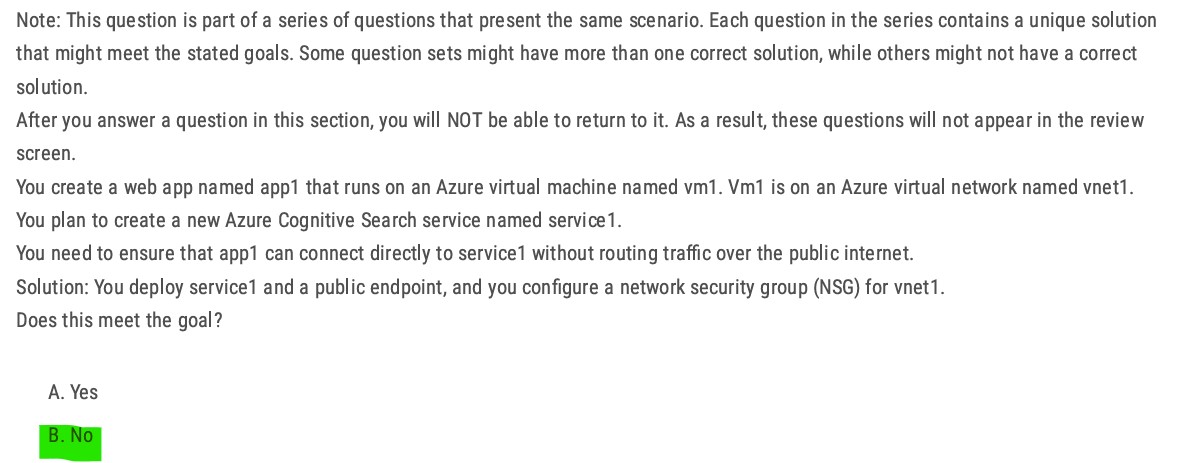 Note: This question is part of a series of questions that present the same scenario. Each question in the series contains a unique solution
that might meet the stated goals. Some question sets might have more than one correct solution, while others might not have a correct
solution.
After you answer a question in this section, you will NOT be able to return to it. As a result, these questions will not appear in the review
screen.
You create a web app named app1 that runs on an Azure virtual machine named vm1. Vm1 is on an Azure virtual network named vnet1.
You plan to create a new Azure Cognitive Search service named service1.
You need to ensure that app1 can connect directly to service1 without routing traffic over the public internet.
Solution: You deploy service1 and a public endpoint, and you configure a network security group (NSG) for vnet1.
Does this meet the goal?
A. Yes
B. No